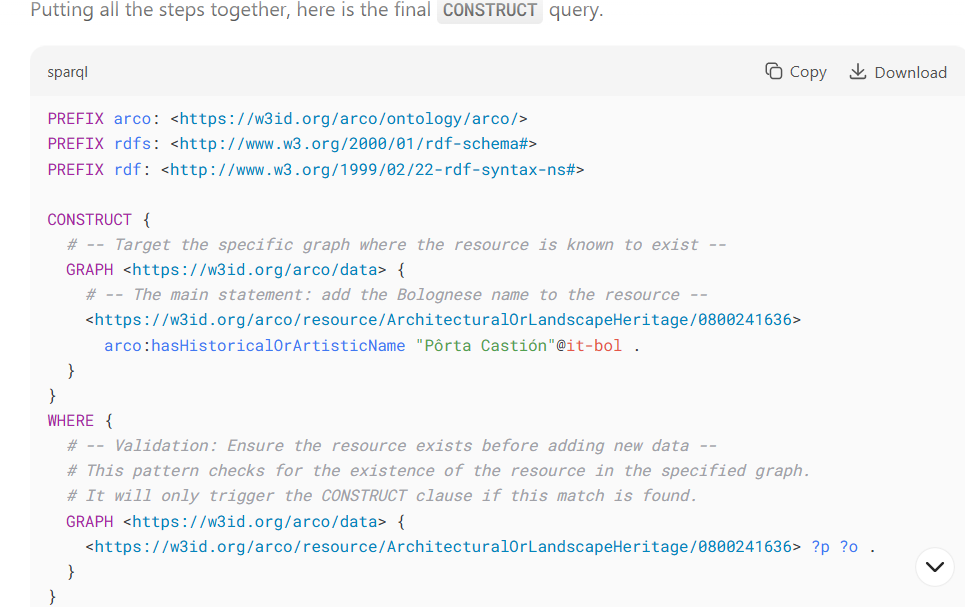 Putting all the steps together, here is the final CONSTRUCT query.
sparql
Copy
Download
PREFIX arco: <https://w3id.org/arco/ontology/arco/>
PREFIX rdfs: <http://www.w3.org/2000/01/rdf-schema#>
PREFIX rdf: <http://www.w3.org/1999/02/22-rdf-syntax-ns#>
CONSTRUCT {
# -- Target the specific graph where the resource is known to exist --
GRAPH <https://w3id.org/arco/data> {
# -- The main statement: add the Bolognese name to the resource --
<https://w3id.org/arco/resource/ArchitecturalOrLandscapeHeritage/0800241636>
arco:hasHistoricalOrArtisticName "Pôrta Castión"@it-bol .
}
}
WHERE {
# -- Validation: Ensure the resource exists before adding new data --
# This pattern checks for the existence of the resource in the specified graph.
# It will only trigger the CONSTRUCT clause if this match is found.
GRAPH <https://w3id.org/arco/data> {
<https://w3id.org/arco/resource/ArchitecturalOrLandscapeHeritage/0800241636> ?p ?o .
}
}